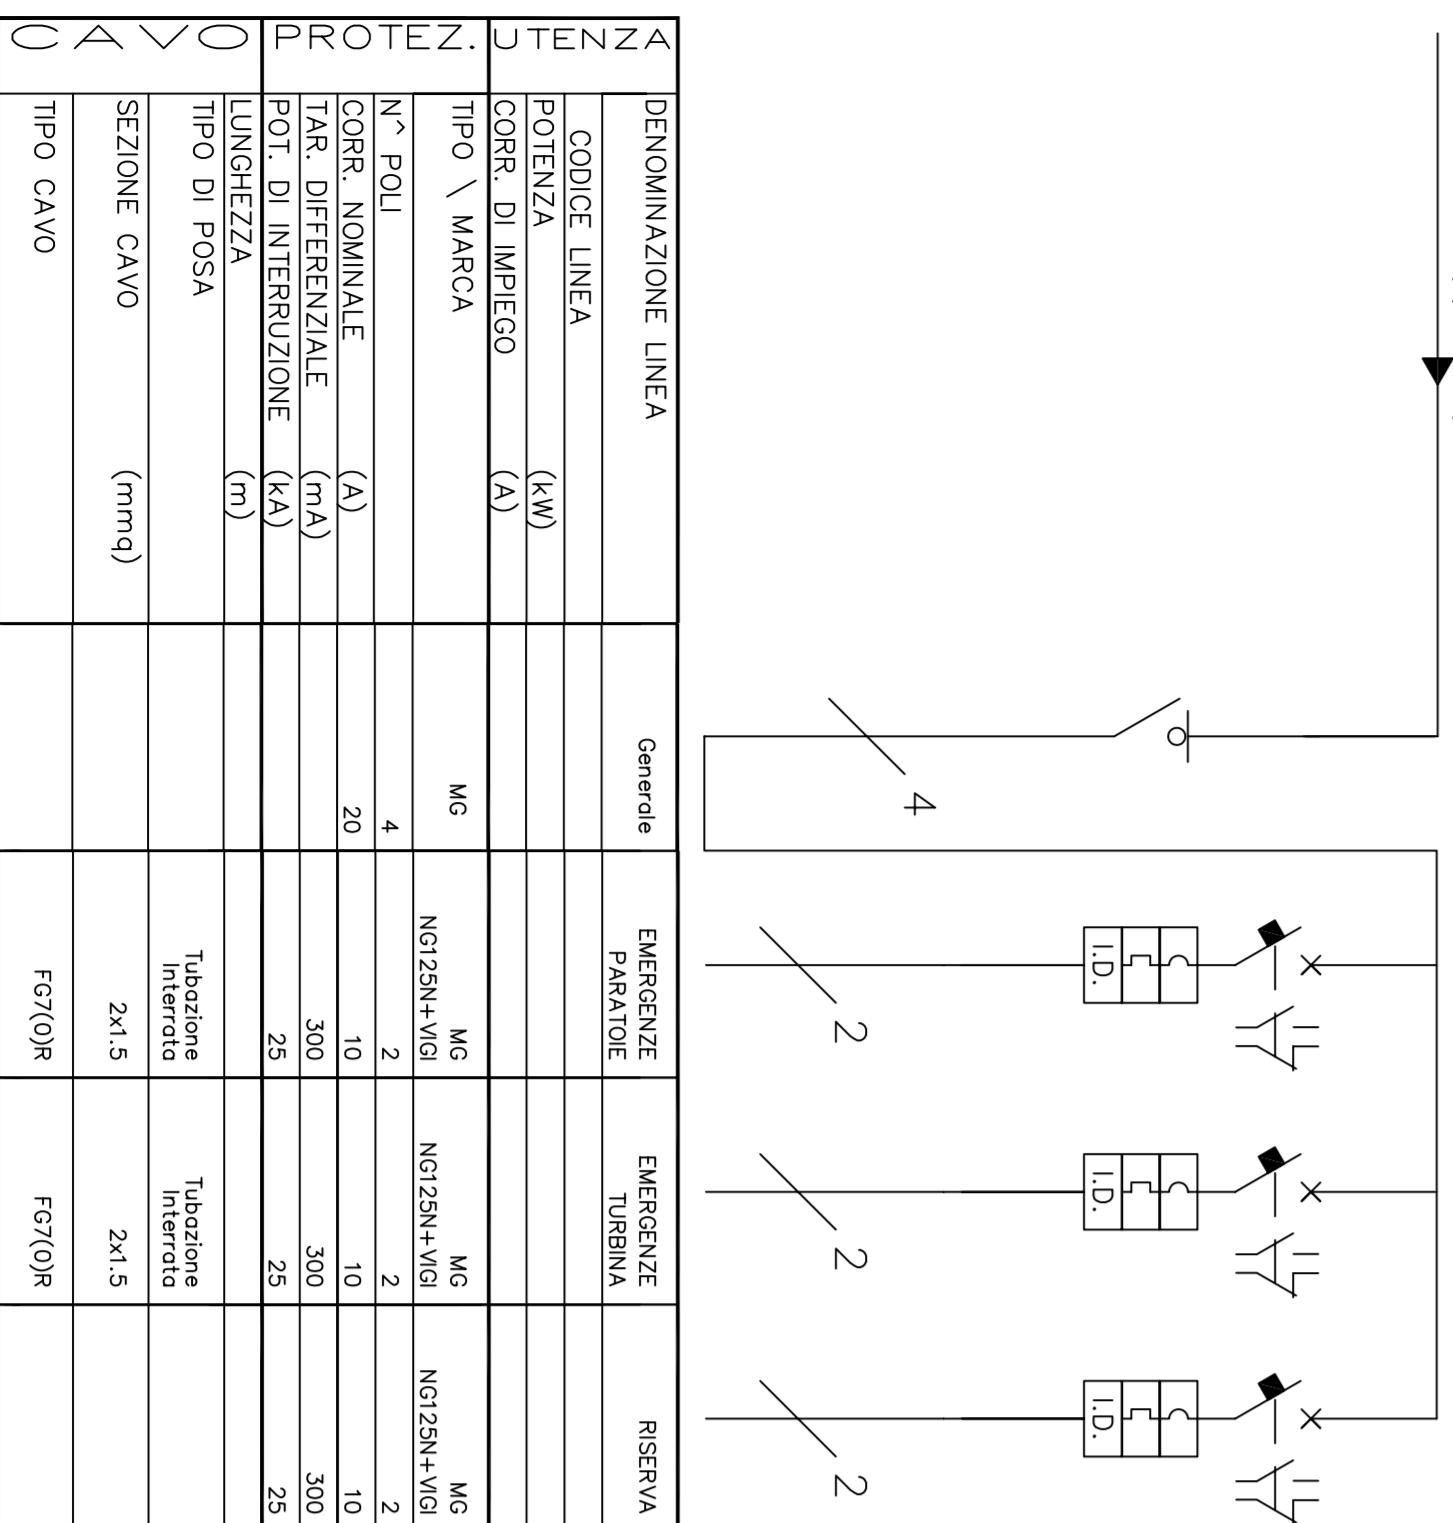 4
2
2
2
I.D.
I.D.
I.D.
UTENZA
DENOMINAZIONE LINEA
Generale
EMERGENZE
PARATOIE
EMERGENZE
TURBINA
RISERVA
CODICE LINEA
POTENZA (kW)
CORR. DI IMPIEGO (A)
PROTEZ.
TIPO \ MARCA
MG
MG
NG125N+VIGI
MG
NG125N+VIGI
MG
NG125N+VIGI
N^ POLI 4 2 2 2
CORR. NOMINALE (A) 20 10 10 10
TAR. DIFFERENZIALE (mA) 300 300 300
POT. DI INTERRUZIONE (kA) 25 25 25
CAVO
LUNGHEZZA (m)
TIPO DI POSA
Tubazione
Interrata
Tubazione
Interrata
SEZIONE CAVO (mmq) 2x1.5 2x1.5
TIPO CAVO FG7(O)R FG7(O)R